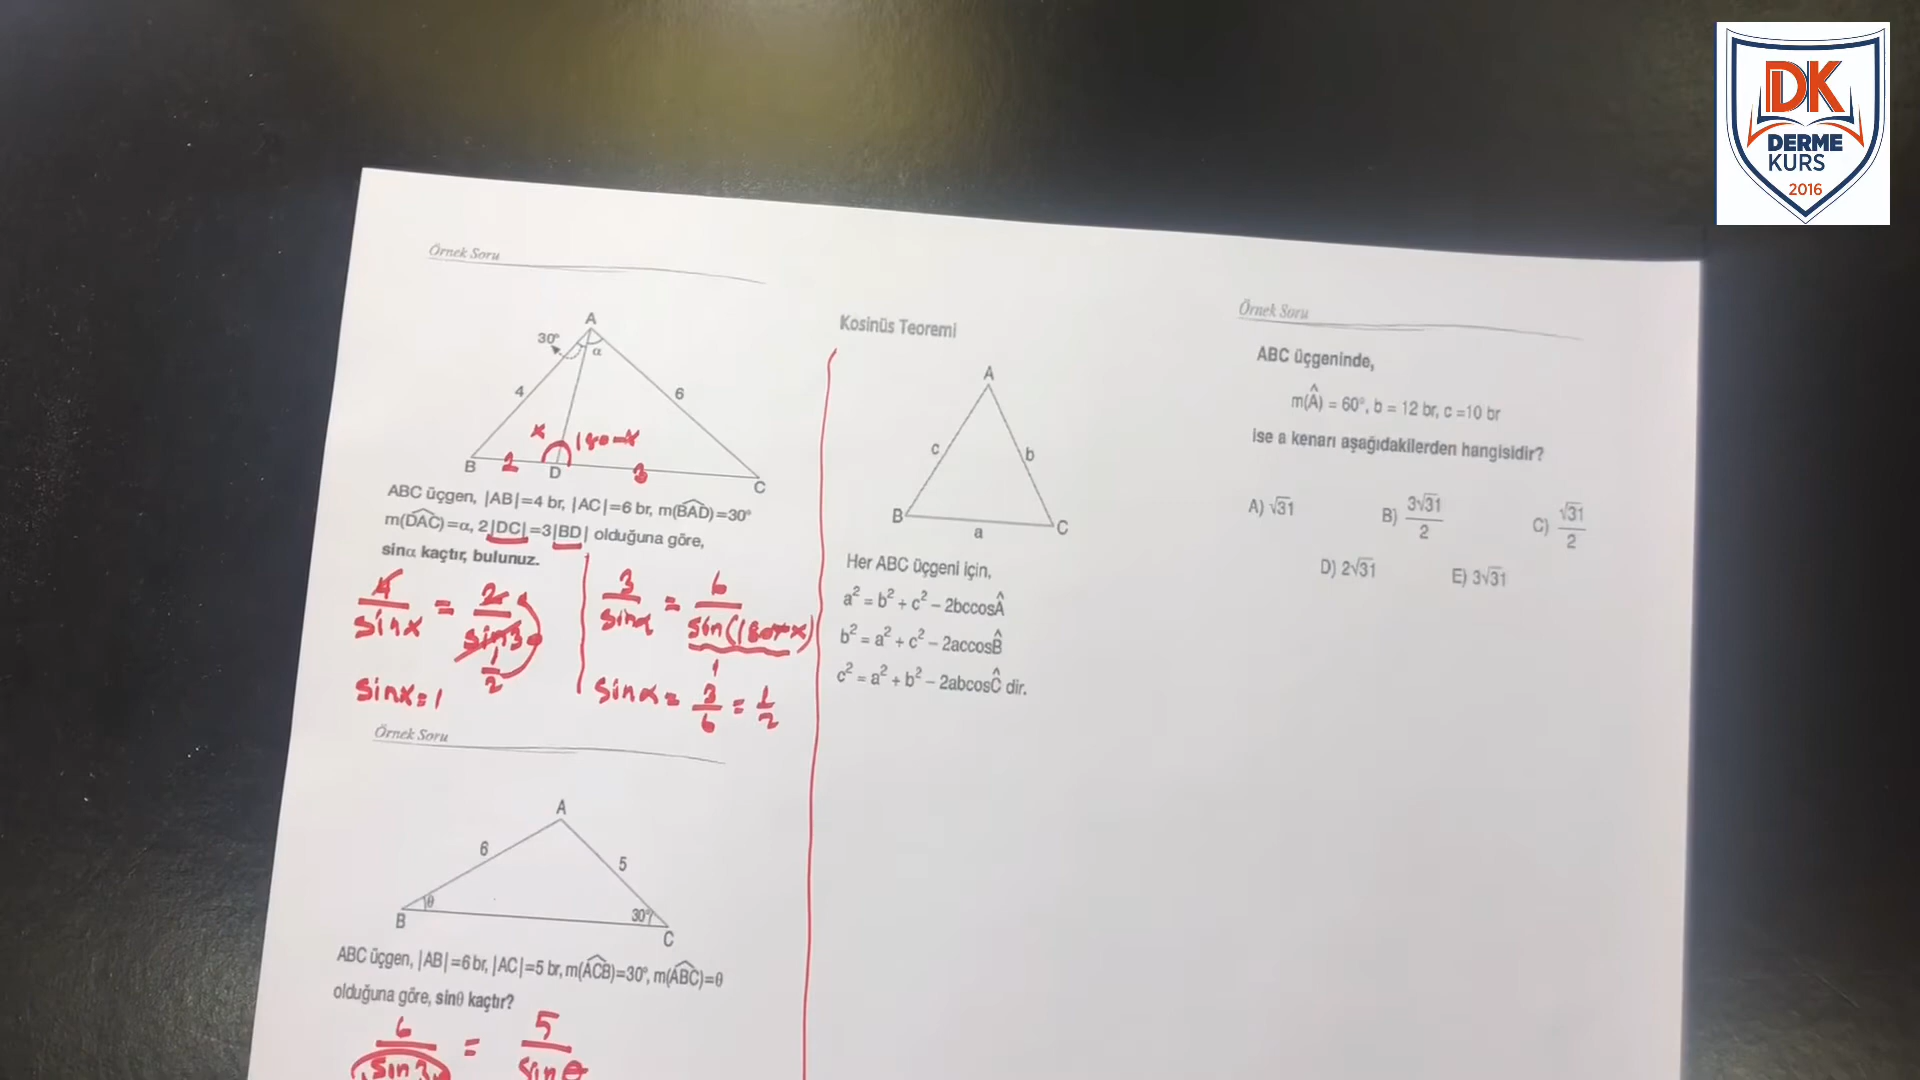 DK
DERME
KURS
2016
Örnek Soru
A
30°
α
4
6
x
180-x
B
2
D
3
C
ABC üçgen, |AB|=4 br, |AC|=6 br, m(BAD)=30°
m(DAC)=α, 2|DC|=3|BD| olduğuna göre,
sinα kaçtır, bulunuz.
4/sinx = 2/sin3 1/2
sinx=1
3/sinα = 6/sin(180-x)
1
sinα = 3/6 = 1/2
Örnek Soru
A
6
5
B
θ
30°
C
ABC üçgen, |AB|=6 br, |AC|=5 br, m(ACB)=30°, m(ABC)=θ
olduğuna göre, sinθ kaçtır?
6/sin3 = 5/sinθ
Kosinüs Teoremi
A
c
b
B
a
C
Her ABC üçgeni için,
a² = b² + c² – 2bccosÂ
b² = a² + c² – 2accosB̂
c² = a² + b² – 2abcosĈ dir.
Örnek Soru
ABC üçgeninde,
m(Â) = 60°, b = 12 br, c =10 br
ise a kenarı aşağıdakilerden hangisidir?
A) √31
B) 3√31/2
C) √31/2
D) 2√31
E) 3√31